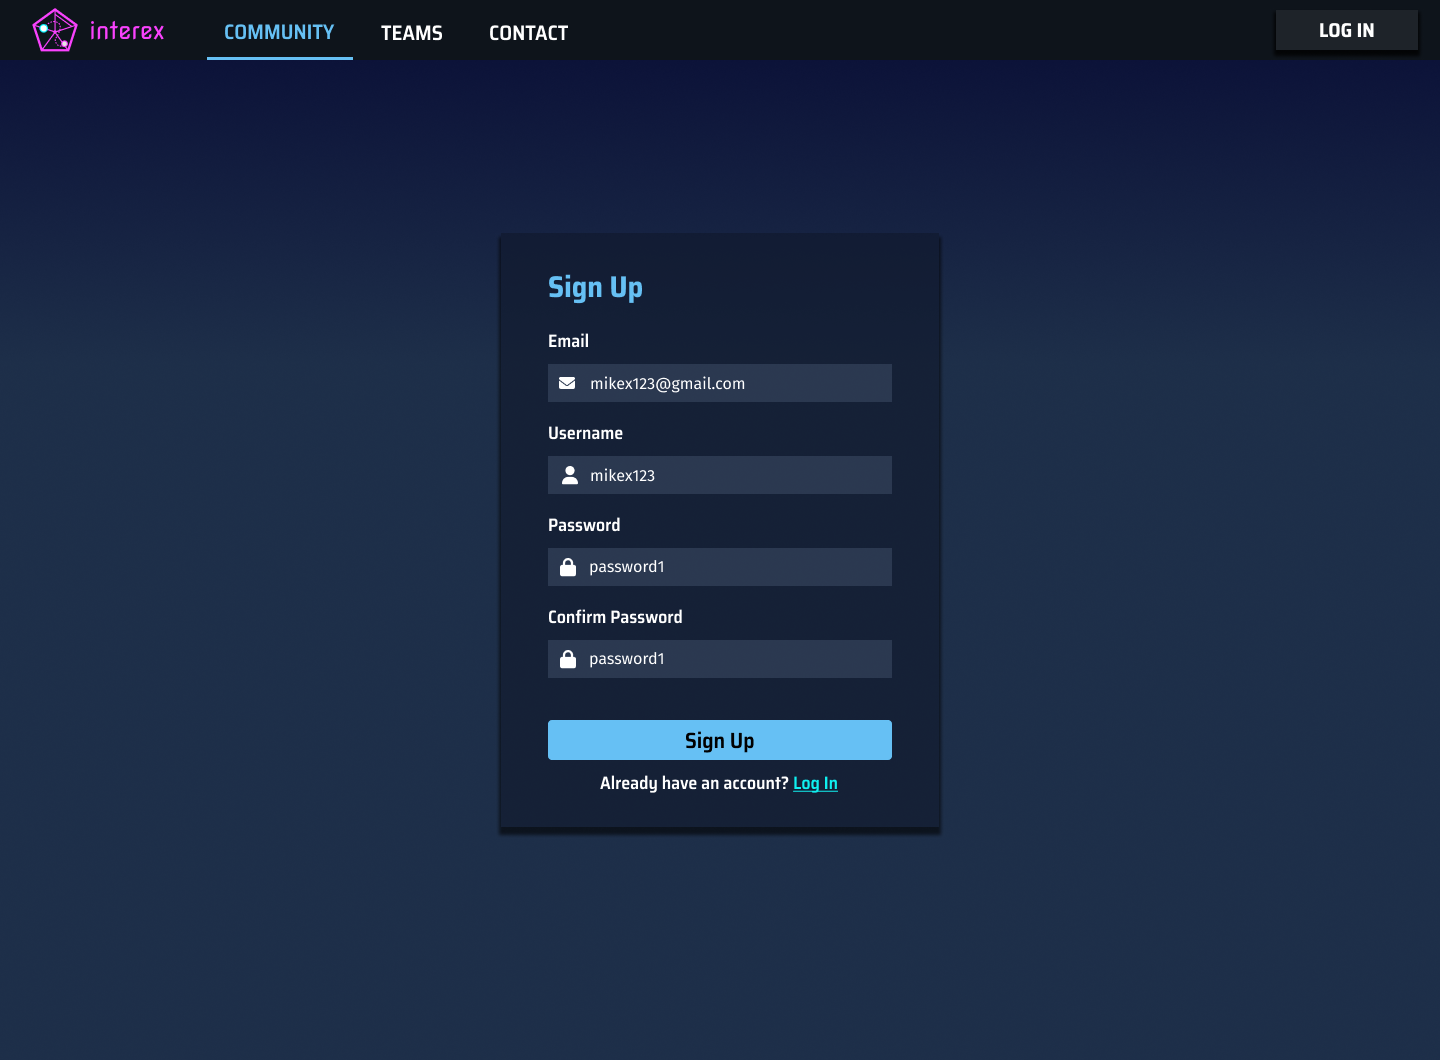 interex
COMMUNITY
TEAMS
CONTACT
LOG IN
Sign Up
Email
mikex123@gmail.com
Username
mikex123
Password
password1
Confirm Password
password1
Sign Up
Already have an account? Log In